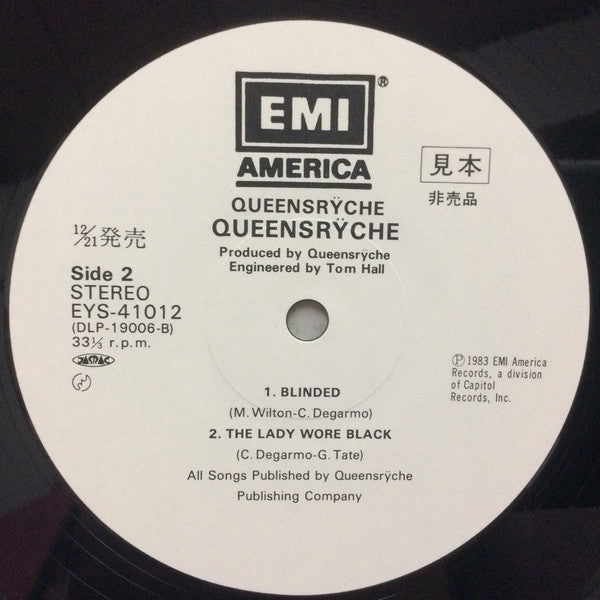 EMI
®
AMERICA
見本
非売品
QUEENSRŸCHE
QUEENSRŸCHE
Produced by Queensrÿche
Engineered by Tom Hall
12/21発売
Side 2
STEREO
EYS-41012
(DLP-19006-B)
33⅓ r.p.m.
JASRAC
Ⓟ1983 EMI America
Records, a division
of Capitol
Records, Inc.
1. BLINDED
(M. Wilton-C. Degarmo)
2. THE LADY WORE BLACK
(C. Degarmo-G. Tate)
All Songs Published by Queensrÿche
Publishing Company